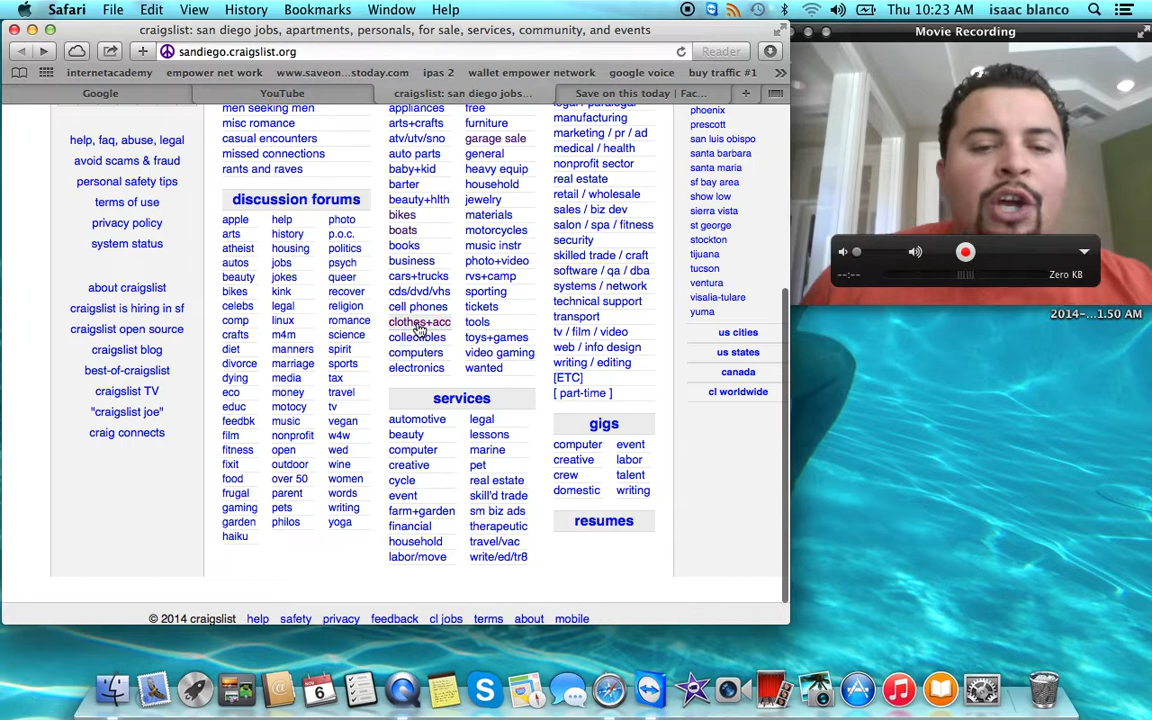 Safari File Edit View History Bookmarks Window Help Thu 10:23 AM isaac blanco
craigslist: san diego jobs, apartments, personals, for sale, services, community, and events
Movie Recording
sandiego.craigslist.org Reader
internetacademy empower net work www.saveon...stoday.com ipas 2 wallet empower network google voice buy traffic #1
Google YouTube craigslist: san diego jobs... Save on this today | Fac...
help, faq, abuse, legal
avoid scams & fraud
personal safety tips
terms of use
privacy policy
system status
about craigslist
craigslist is hiring in sf
craigslist open source
craigslist blog
best-of-craigslist
craigslist TV
"craigslist joe"
craig connects
men seeking men
misc romance
casual encounters
missed connections
rants and raves
discussion forums
apple help photo
arts history p.o.c.
atheist housing politics
autos jobs psych
beauty jokes queer
bikes kink recover
celebs legal religion
comp linux romance
crafts m4m science
diet manners spirit
divorce marriage sports
dying media tax
eco money travel
educ motocy tv
feedbk music vegan
film nonprofit w4w
fitness open wed
fixit outdoor wine
food over 50 women
frugal parent words
gaming pets writing
garden philos yoga
haiku
appliances free
arts+crafts furniture
atv/utv/sno garage sale
auto parts general
baby+kid heavy equip
barter household
beauty+hlth jewelry
bikes materials
boats motorcycles
books music instr
business photo+video
cars+trucks rvs+camp
cds/dvd/vhs sporting
cell phones tickets
clothes+acc tools
collectibles toys+games
computers video gaming
electronics wanted
services
automotive legal
beauty lessons
computer marine
creative pet
cycle real estate
event skill'd trade
farm+garden sm biz ads
financial therapeutic
household travel/vac
labor/move write/ed/tr8
legal / paralegal
manufacturing
marketing / pr / ad
medical / health
nonprofit sector
real estate
retail / wholesale
sales / biz dev
salon / spa / fitness
security
skilled trade / craft
software / qa / dba
systems / network
technical support
transport
tv / film / video
web / info design
writing / editing
[ETC]
[ part-time ]
gigs
computer event
creative labor
crew talent
domestic writing
resumes
phoenix
prescott
san luis obispo
santa barbara
santa maria
sf bay area
show low
sierra vista
st george
stockton
tijuana
tucson
ventura
visalia-tulare
yuma
us cities
us states
canada
cl worldwide
© 2014 craigslist help safety privacy feedback cl jobs terms about mobile
--:-- Zero KB
2014-...1.50 AM
NOV
6